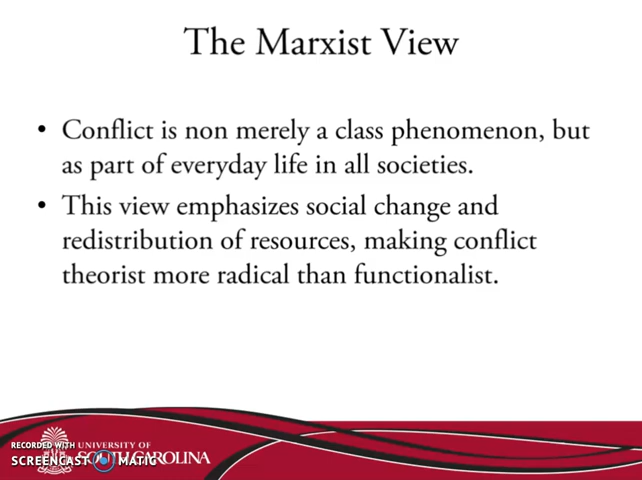 The Marxist View
• Conflict is non merely a class phenomenon, but
as part of everyday life in all societies.
• This view emphasizes social change and
redistribution of resources, making conflict
theorist more radical than functionalist.
RECORDED WITH
SCREENCAST MATIC
UNIVERSITY OF
SOUTH CAROLINA